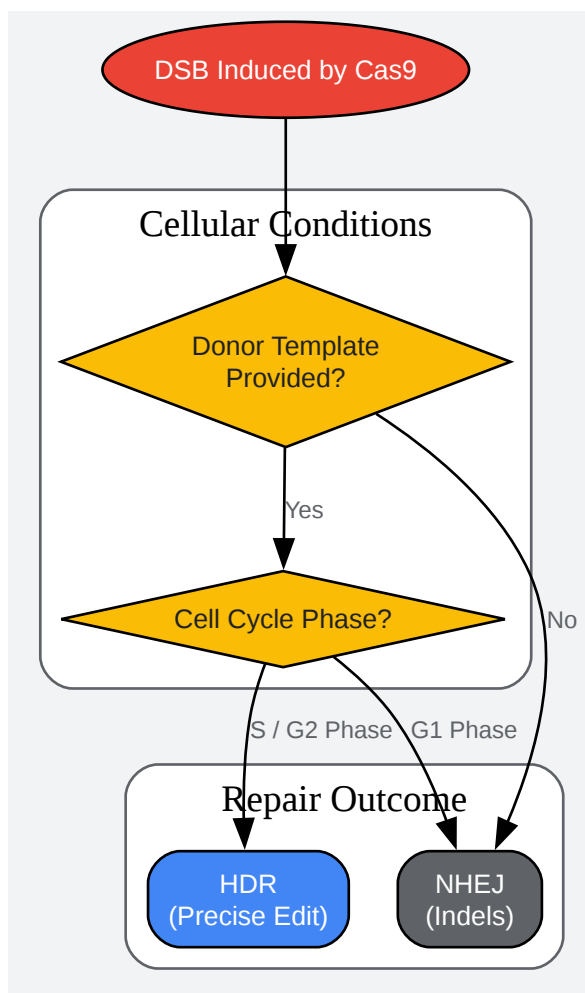 DSB Induced by Cas9
Cellular Conditions
Donor Template
Provided?
Yes
Cell Cycle Phase?
No
S / G2 Phase
G1 Phase
Repair Outcome
HDR
(Precise Edit)
NHEJ
(Indels)